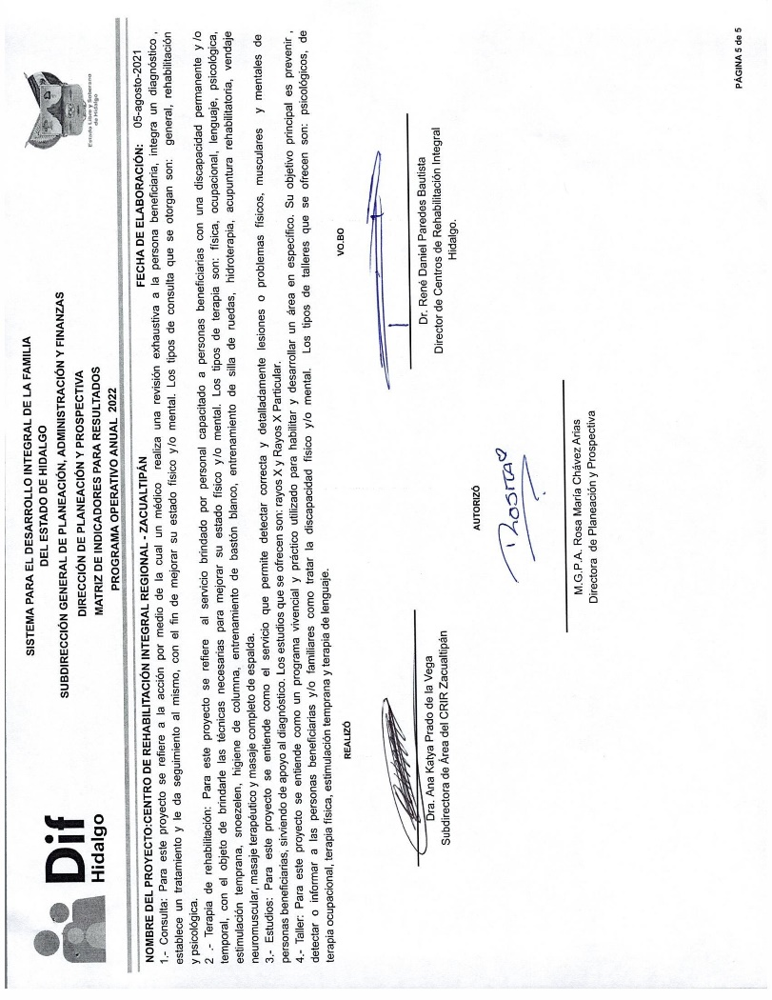 SISTEMA PARA EL DESARROLLO INTEGRAL DE LA FAMILIA
DEL ESTADO DE HIDALGO
SUBDIRECCIÓN GENERAL DE PLANEACIÓN, ADMINISTRACIÓN Y FINANZAS
DIRECCIÓN DE PLANEACIÓN Y PROSPECTIVA
MATRIZ DE INDICADORES PARA RESULTADOS
PROGRAMA OPERATIVO ANUAL 2022
Dif
Hidalgo
Estado Libre y Soberano
de Hidalgo
NOMBRE DEL PROYECTO:CENTRO DE REHABILITACIÓN INTEGRAL REGIONAL - ZACUALTIPÁN FECHA DE ELABORACIÓN: 05-agosto-2021
1.- Consulta: Para este proyecto se refiere a la acción por medio de la cual un médico realiza una revisión exhaustiva a la persona beneficiaria, integra un diagnóstico ,
establece un tratamiento y le da seguimiento al mismo, con el fin de mejorar su estado físico y/o mental. Los tipos de consulta que se otorgan son: general, rehabilitación
y psicológica.
2 .- Terapia de rehabilitación: Para este proyecto se refiere al servicio brindado por personal capacitado a personas beneficiarias con una discapacidad permanente y /o
temporal, con el objeto de brindarle las técnicas necesarias para mejorar su estado físico y/o mental. Los tipos de terapia son: física, ocupacional, lenguaje, psicológica,
estimulación temprana, snoezelen, higiene de columna, entrenamiento de bastón blanco, entrenamiento de silla de ruedas, hidroterapia, acupuntura rehabilitatoria, vendaje
neuromuscular, masaje terapéutico y masaje completo de espalda.
3.- Estudios: Para este proyecto se entiende como el servicio que permite detectar correcta y detalladamente lesiones o problemas físicos, musculares y mentales de
personas beneficiarias, sirviendo de apoyo al diagnóstico. Los estudios que se ofrecen son: rayos X y Rayos X Particular.
4.- Taller: Para este proyecto se entiende como un programa vivencial y práctico utilizado para habilitar y desarrollar un área en específico. Su objetivo principal es prevenir ,
detectar o informar a las personas beneficiarias y/o familiares como tratar la discapacidad físico y/o mental. Los tipos de talleres que se ofrecen son: psicológicos, de
terapia ocupacional, terapia física, estimulación temprana y terapia de lenguaje.
REALIZÓ
VO.BO
Dra. Ana Katya Prado de la Vega
Subdirectora de Área del CRIR Zacualtipán
Dr. René Daniel Paredes Bautista
Director de Centros de Rehabilitación Integral
Hidalgo.
AUTORIZÓ
Rosita
M.G.P.A. Rosa María Chávez Arias
Directora de Planeación y Prospectiva
PÁGINA 5 de 5